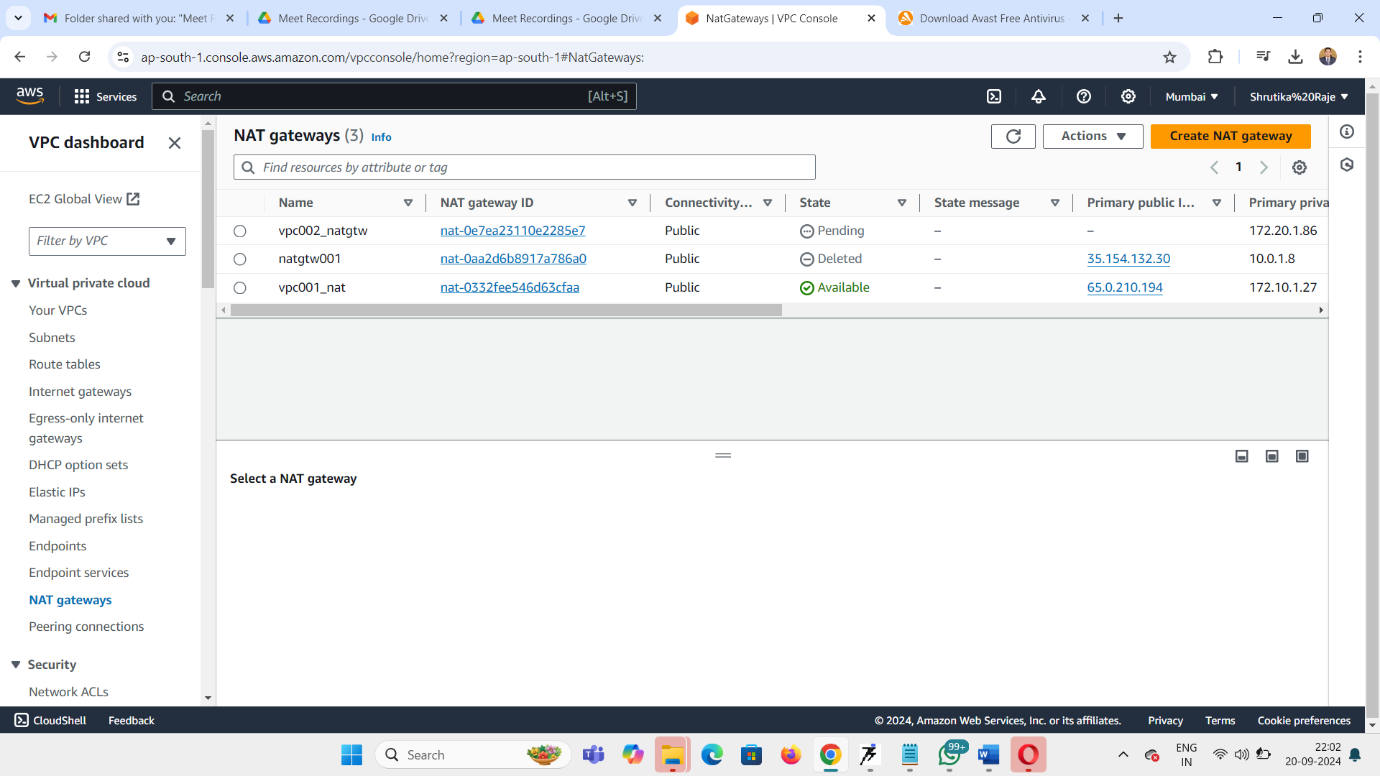 Folder shared with you: "Meet R
Meet Recordings - Google Drive
Meet Recordings - Google Drive
NatGateways | VPC Console
Download Avast Free Antivirus
ap-south-1.console.aws.amazon.com/vpcconsole/home?region=ap-south-1#NatGateways:
aws
Services
Search
[Alt+S]
Mumbai
Shrutika%20Raje
VPC dashboard
EC2 Global View
Filter by VPC
Virtual private cloud
Your VPCs
Subnets
Route tables
Internet gateways
Egress-only internet
gateways
DHCP option sets
Elastic IPs
Managed prefix lists
Endpoints
Endpoint services
NAT gateways
Peering connections
Security
Network ACLs
NAT gateways (3) Info
Actions
Create NAT gateway
Find resources by attribute or tag
1
Name NAT gateway ID Connectivity... State State message Primary public I... Primary priva
vpc002_natgtw nat-0e7ea23110e2285e7 Public Pending – – 172.20.1.86
natgtw001 nat-0aa2d6b8917a786a0 Public Deleted – 35.154.132.30 10.0.1.8
vpc001_nat nat-0332fee546d63cfaa Public Available – 65.0.210.194 172.10.1.27
Select a NAT gateway
CloudShell Feedback
© 2024, Amazon Web Services, Inc. or its affiliates. Privacy Terms Cookie preferences
Search
99+
ENG
IN
22:02
20-09-2024